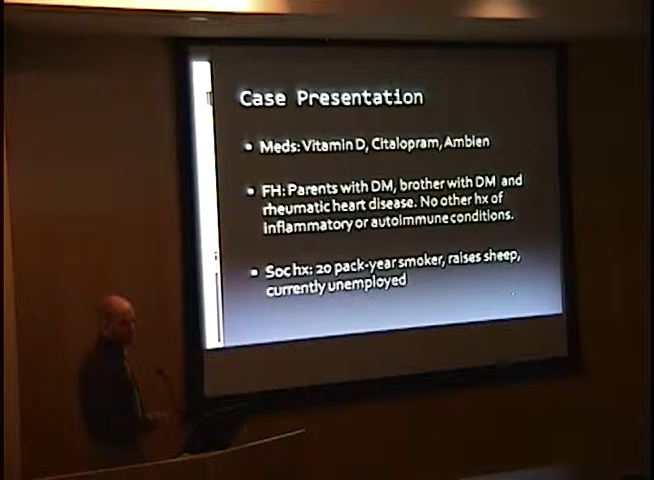 Case Presentation
Meds: Vitamin D, Citalopram, Ambien
FH: Parents with DM, brother with DM and
rheumatic heart disease. No other hx of
inflammatory or autoimmune conditions.
Soc hx: 20 pack-year smoker, raises sheep,
currently unemployed